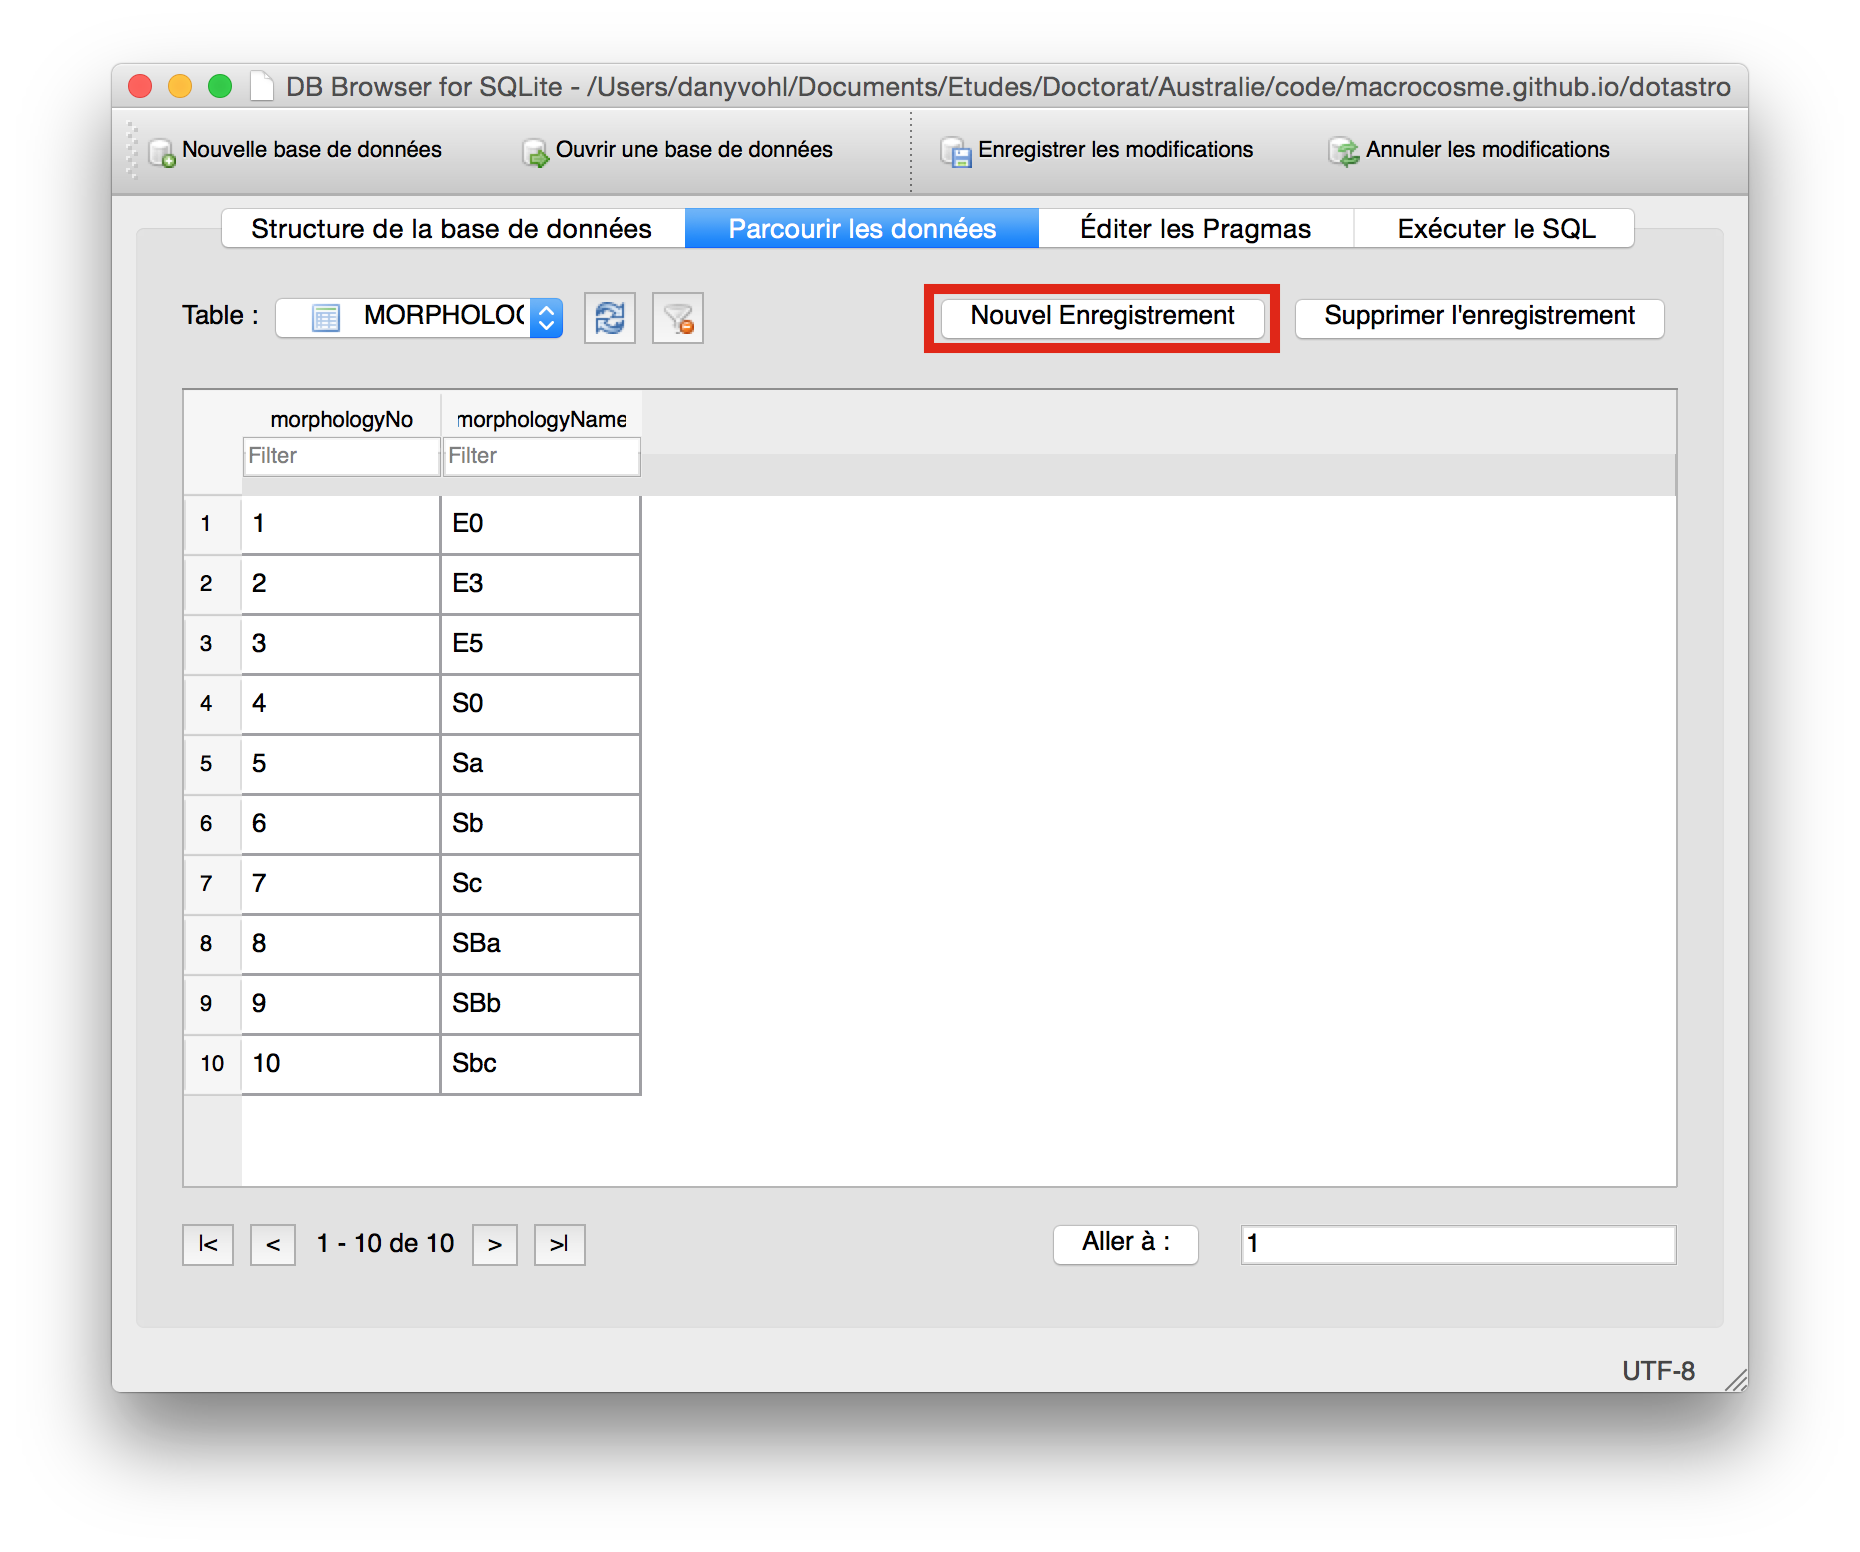 DB Browser for SQLite - /Users/danyvohl/Documents/Etudes/Doctorat/Australie/code/macrocosme.github.io/dotastro
Nouvelle base de données Ouvrir une base de données Enregistrer les modifications Annuler les modifications
Structure de la base de données Parcourir les données Éditer les Pragmas Exécuter le SQL
Table : MORPHOLOG Nouvel Enregistrement Supprimer l'enregistrement
morphologyNo morphologyName
Filter Filter
1 1 E0
2 2 E3
3 3 E5
4 4 S0
5 5 Sa
6 6 Sb
7 7 Sc
8 8 SBa
9 9 SBb
10 10 Sbc
|< < 1 - 10 de 10 > >| Aller à : 1
UTF-8